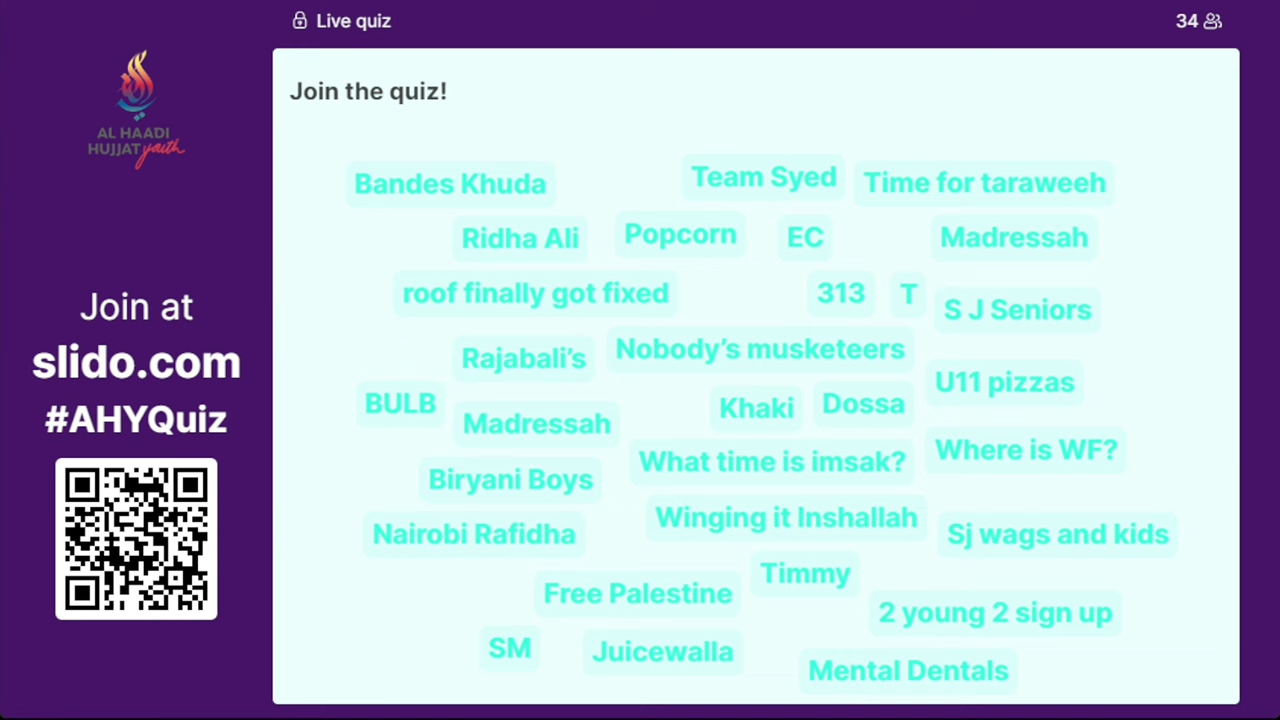 Live quiz
34
AL HAADI
HUJJAT youth
Join at
slido.com
#AHYQuiz
Join the quiz!
Bandes Khuda
Team Syed
Time for taraweeh
Ridha Ali
Popcorn
EC
Madressah
roof finally got fixed
313
T
S J Seniors
Rajabali's
Nobody's musketeers
U11 pizzas
BULB
Madressah
Khaki
Dossa
Where is WF?
Biryani Boys
What time is imsak?
Nairobi Rafidha
Winging it Inshallah
Sj wags and kids
Free Palestine
Timmy
2 young 2 sign up
SM
Juicewalla
Mental Dentals